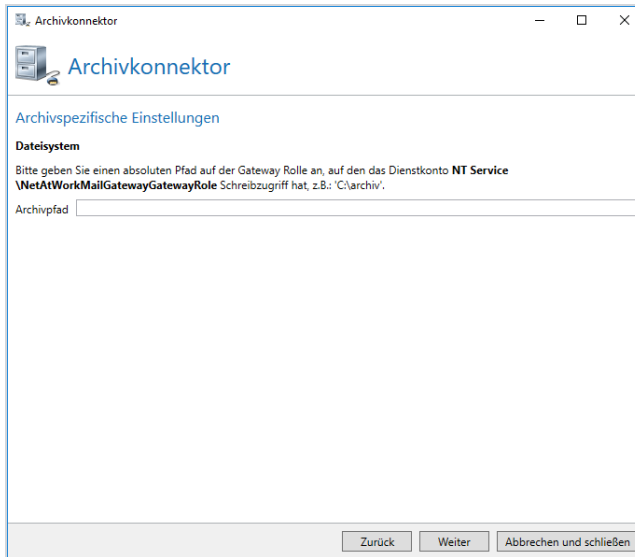 Archivkonnektor
Archivkonnektor
Archivspezifische Einstellungen
Dateisystem
Bitte geben Sie einen absoluten Pfad auf der Gateway Rolle an, auf den das Dienstkonto NT Service
\NetAtWorkMailGatewayGatewayRole Schreibzugriff hat, z.B.: 'C:\archiv'.
Archivpfad
Zurück Weiter Abbrechen und schließen